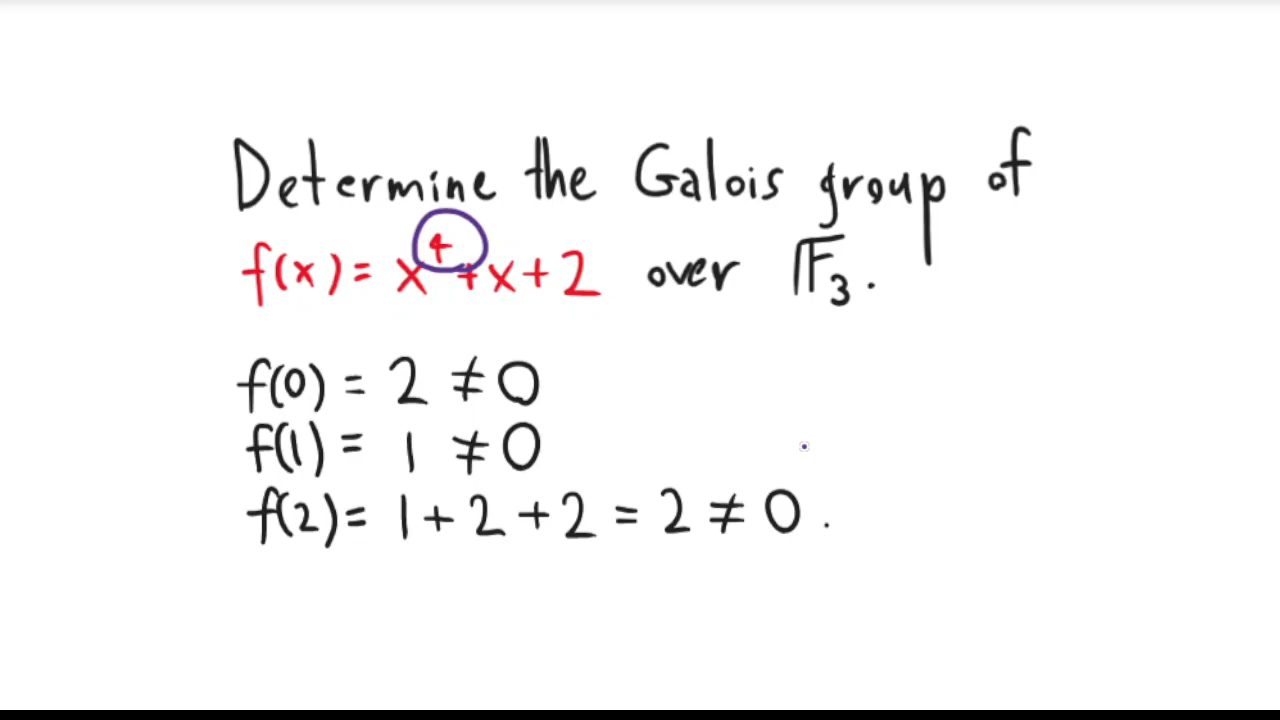 Determine the Galois group of
f(x) = x⁴+x+2 over 𝔽₃.
f(0) = 2 ≠ 0
f(1) = 1 ≠ 0
f(2) = 1 + 2 + 2 = 2 ≠ 0.